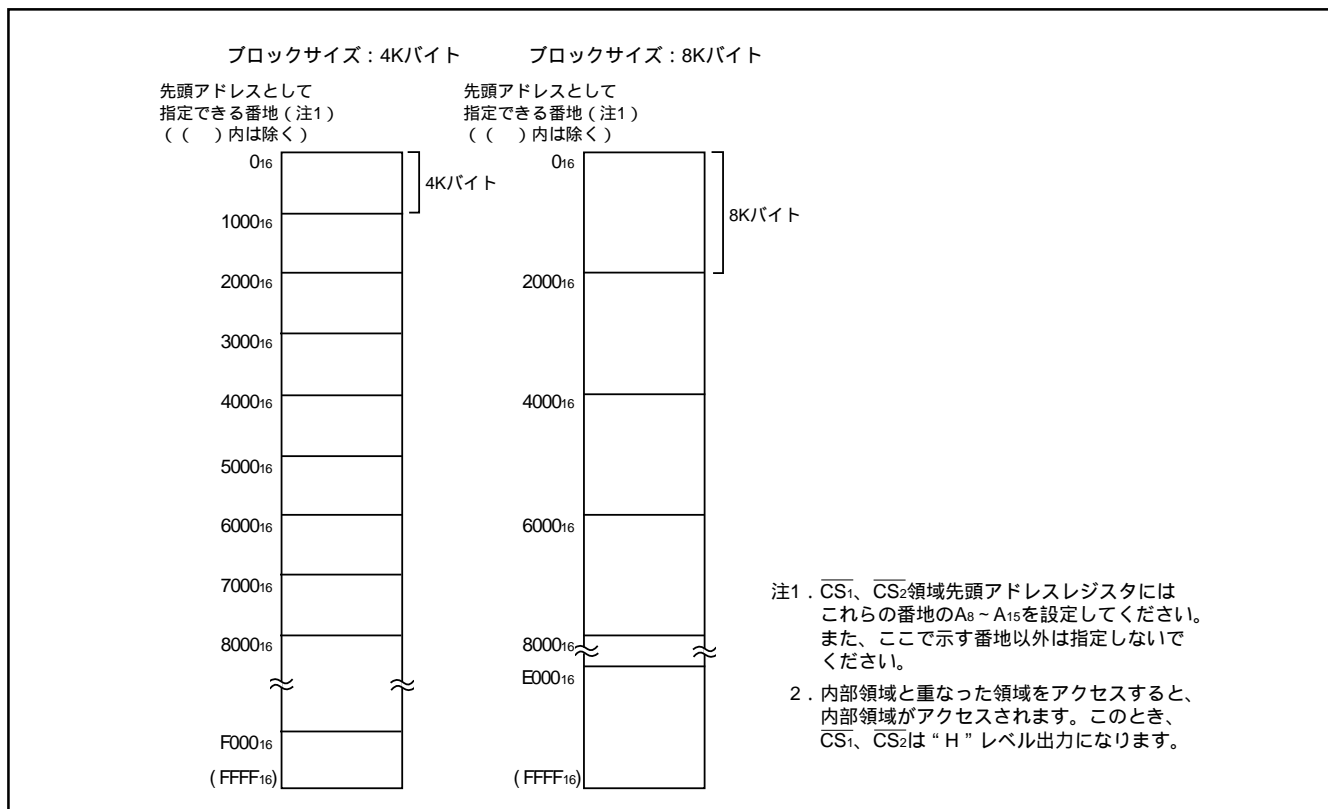 ブロックサイズ：4Kバイト
先頭アドレスとして
指定できる番地（注1）
（（　）内は除く）
0₁₆
1000₁₆
2000₁₆
3000₁₆
4000₁₆
5000₁₆
6000₁₆
7000₁₆
8000₁₆
F000₁₆
(FFFF₁₆)
4Kバイト
ブロックサイズ：8Kバイト
先頭アドレスとして
指定できる番地（注1）
（（　）内は除く）
0₁₆
2000₁₆
4000₁₆
6000₁₆
8000₁₆
E000₁₆
(FFFF₁₆)
8Kバイト
注1．C̅S̅₁、C̅S̅₂領域先頭アドレスレジスタには
これらの番地のA₈～A₁₅を設定してください。
また、ここで示す番地以外は指定しないで
ください。
2．内部領域と重なった領域をアクセスすると、
内部領域がアクセスされます。このとき、
C̅S̅₁、C̅S̅₂は“H”レベル出力になります。